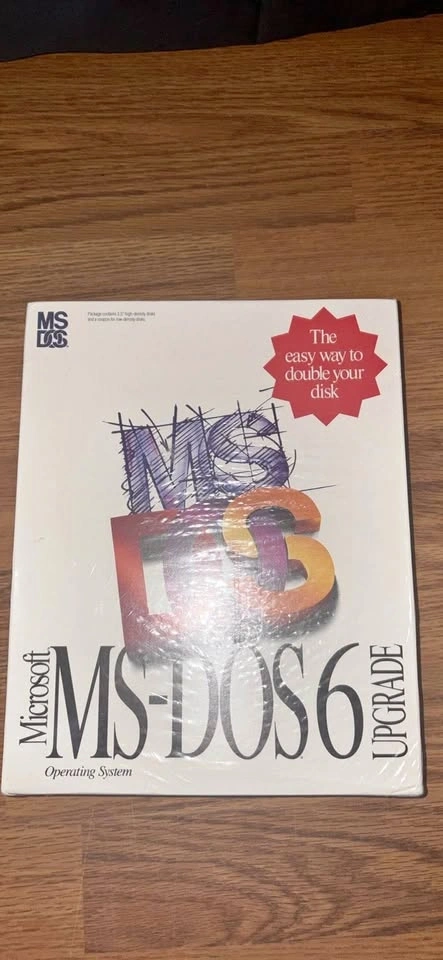 MS
DOS
Package contains 3.5" high-density disks
and a coupon for low-density disks.
The
easy way to
double your
disk
MS
DOS
Microsoft
MS-DOS 6
UPGRADE
Operating System